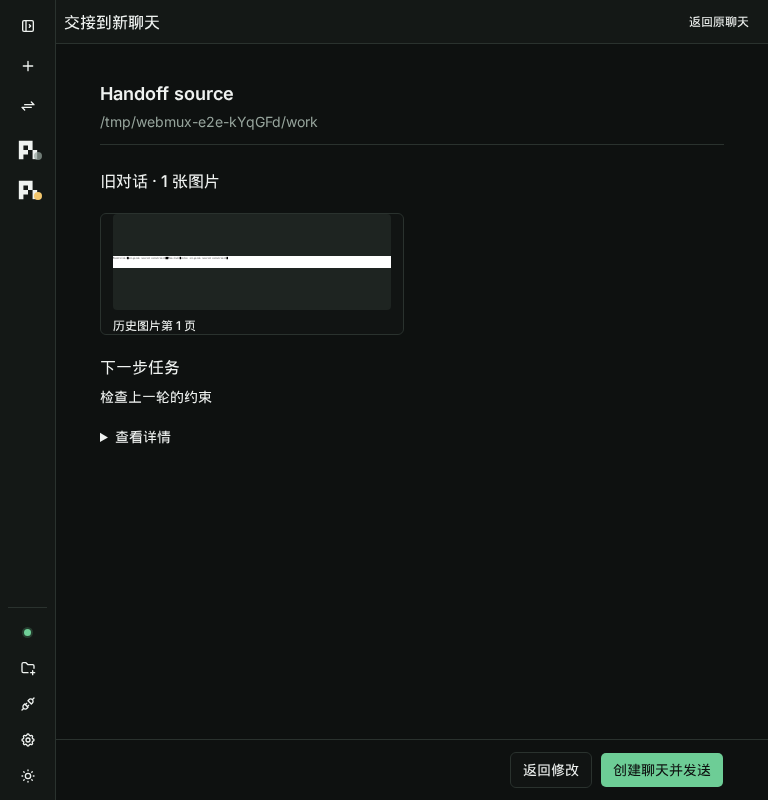 交接到新聊天
返回原聊天
Handoff source
/tmp/webmux-e2e-kYqGFd/work
旧对话 · 1 张图片
历史图片第 1 页
下一步任务
检查上一轮的约束
查看详情
返回修改
创建聊天并发送